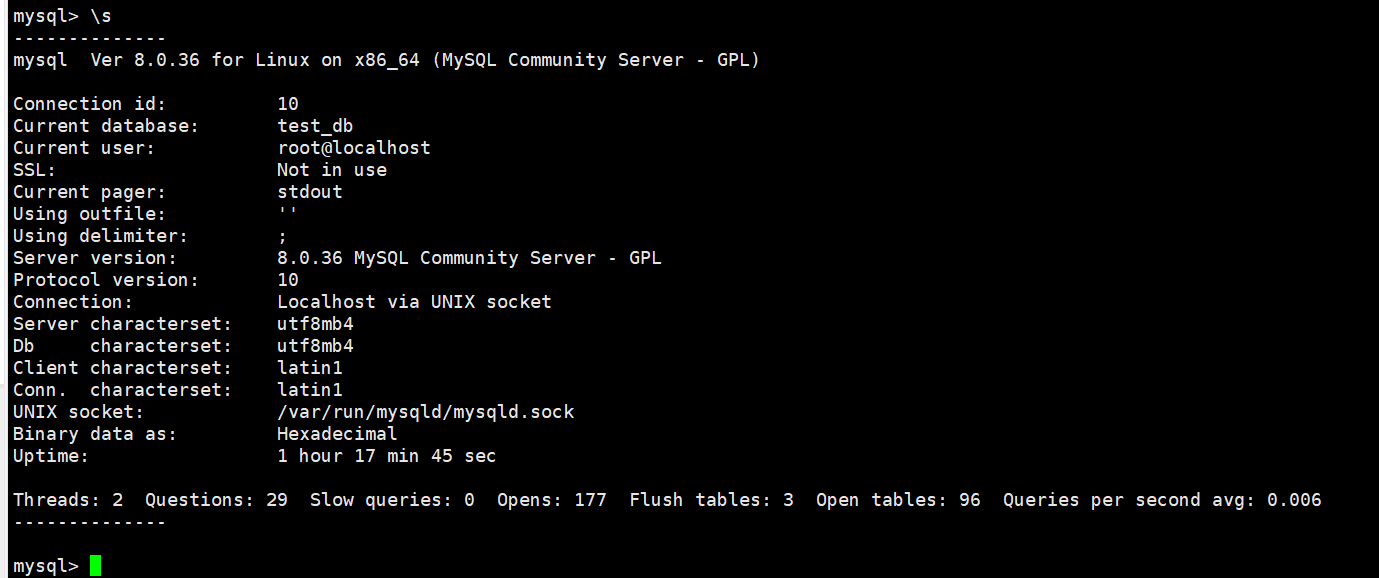 mysql> \s
--------------
mysql  Ver 8.0.36 for Linux on x86_64 (MySQL Community Server - GPL)

Connection id:          10
Current database:       test_db
Current user:           root@localhost
SSL:                    Not in use
Current pager:          stdout
Using outfile:          ''
Using delimiter:        ;
Server version:         8.0.36 MySQL Community Server - GPL
Protocol version:       10
Connection:             Localhost via UNIX socket
Server characterset:    utf8mb4
Db     characterset:    utf8mb4
Client characterset:    latin1
Conn.  characterset:    latin1
UNIX socket:            /var/run/mysqld/mysqld.sock
Binary data as:         Hexadecimal
Uptime:                 1 hour 17 min 45 sec

Threads: 2  Questions: 29  Slow queries: 0  Opens: 177  Flush tables: 3  Open tables: 96  Queries per second avg: 0.006
--------------

mysql>